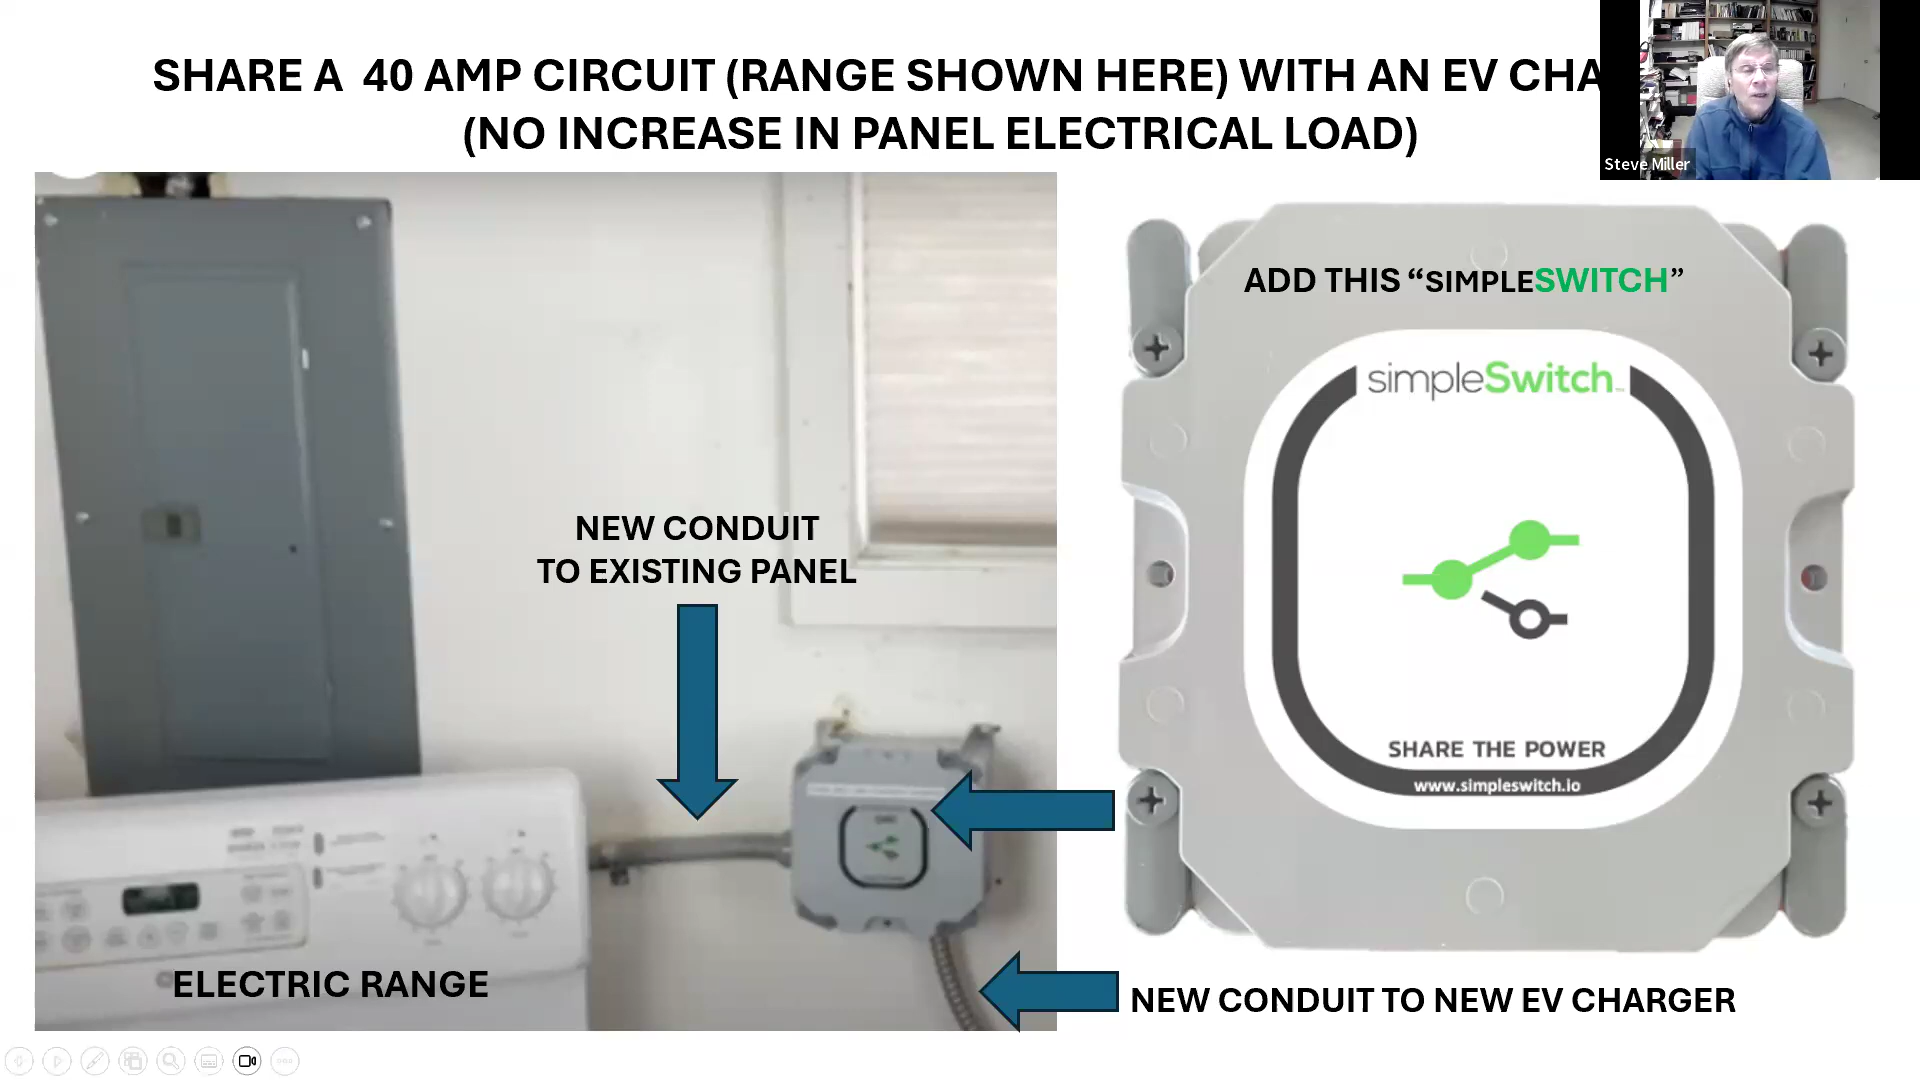 SHARE A 40 AMP CIRCUIT (RANGE SHOWN HERE) WITH AN EV CHA
(NO INCREASE IN PANEL ELECTRICAL LOAD)
Steve Miller
ADD THIS “SIMPLESWITCH”
simpleSwitch
NEW CONDUIT
TO EXISTING PANEL
SHARE THE POWER
www.simpleswitch.io
ELECTRIC RANGE
NEW CONDUIT TO NEW EV CHARGER